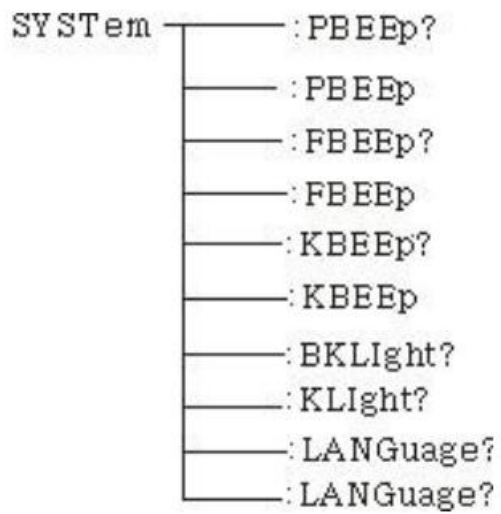 SYSTem :PBEEp?
:PBEEp
:FBEEp?
:FBEEp
:KBEEp?
:KBEEp
:BKLIght?
:KLIght?
:LANGuage?
:LANGuage?